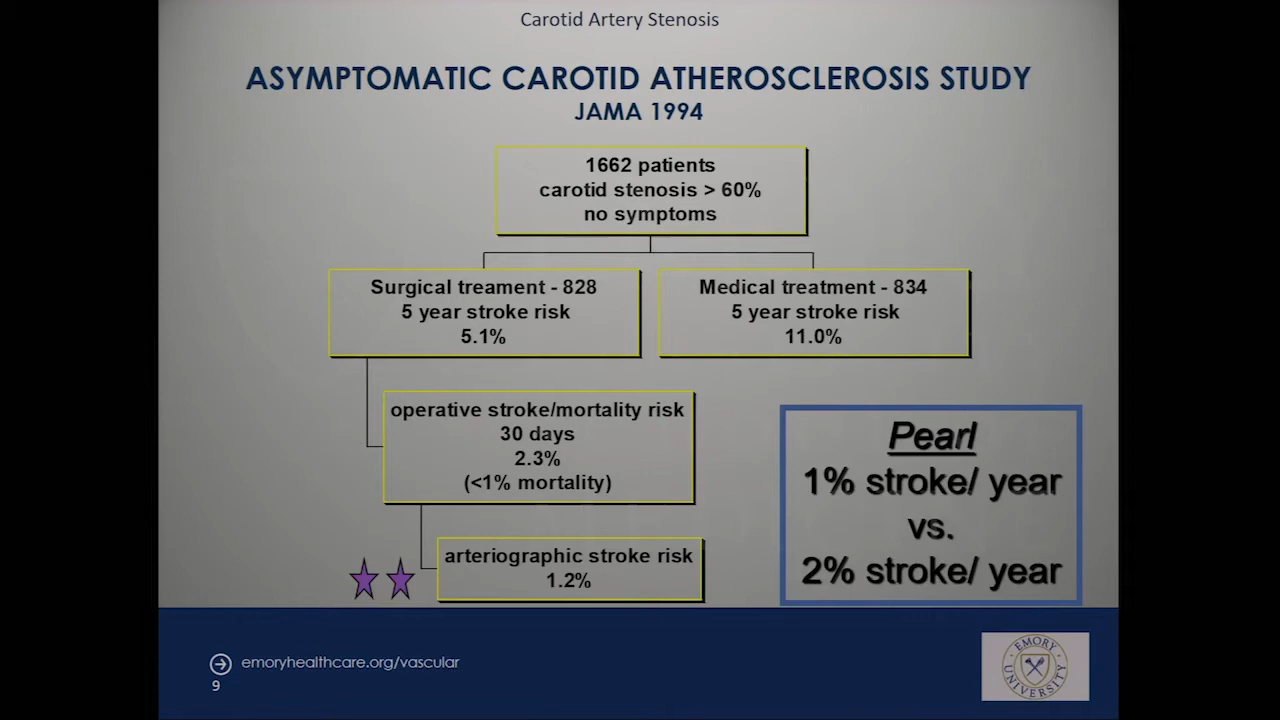 Carotid Artery Stenosis
ASYMPTOMATIC CAROTID ATHEROSCLEROSIS STUDY
JAMA 1994
1662 patients
carotid stenosis > 60%
no symptoms
Surgical treament - 828
5 year stroke risk
5.1%
Medical treatment - 834
5 year stroke risk
11.0%
operative stroke/mortality risk
30 days
2.3%
(<1% mortality)
arteriographic stroke risk
1.2%
Pearl
1% stroke/ year
vs.
2% stroke/ year
emoryhealthcare.org/vascular
9
EMORY
UNIVERSITY